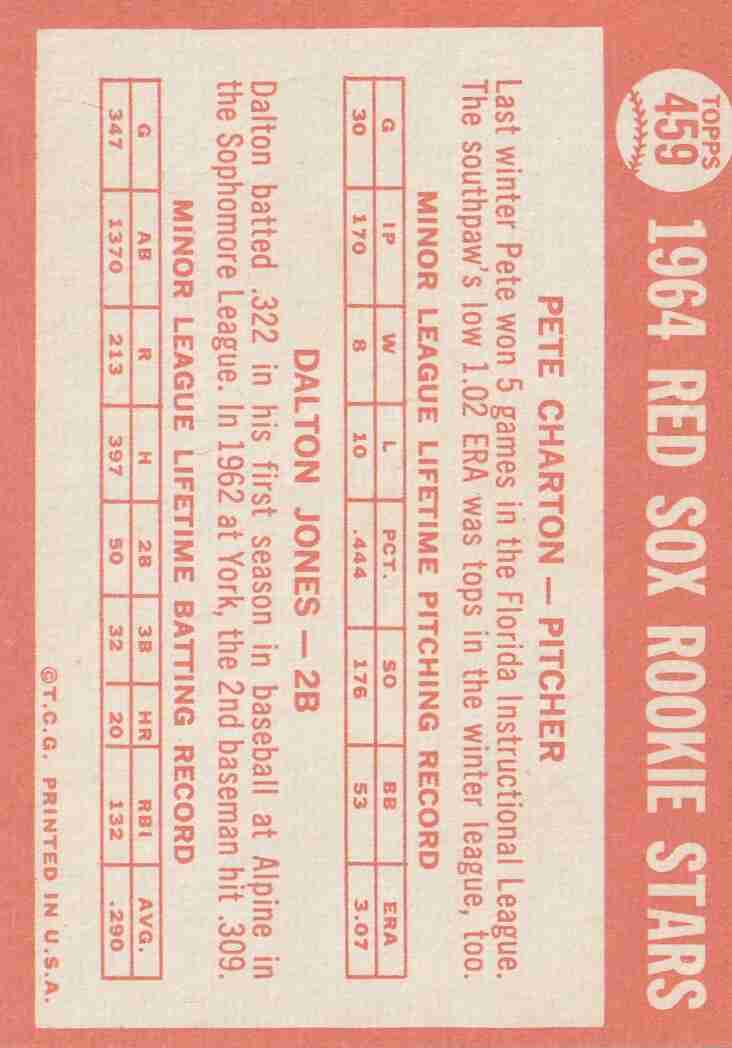 TOPPS
459
1964 RED SOX ROOKIE STARS
PETE CHARTON — PITCHER
Last winter Pete won 5 games in the Florida Instructional League.
The southpaw's low 1.02 ERA was tops in the winter league, too.
MINOR LEAGUE LIFETIME PITCHING RECORD
G IP W L PCT. SO BB ERA
30 170 8 10 .444 176 53 3.07
DALTON JONES — 2B
Dalton batted .322 in his first season in baseball at Alpine in
the Sophomore League. In 1962 at York, the 2nd baseman hit .309.
MINOR LEAGUE LIFETIME BATTING RECORD
G AB R H 2B 3B HR RBI AVG.
347 1370 213 397 50 32 20 132 .290
©T.C.G. PRINTED IN U.S.A.